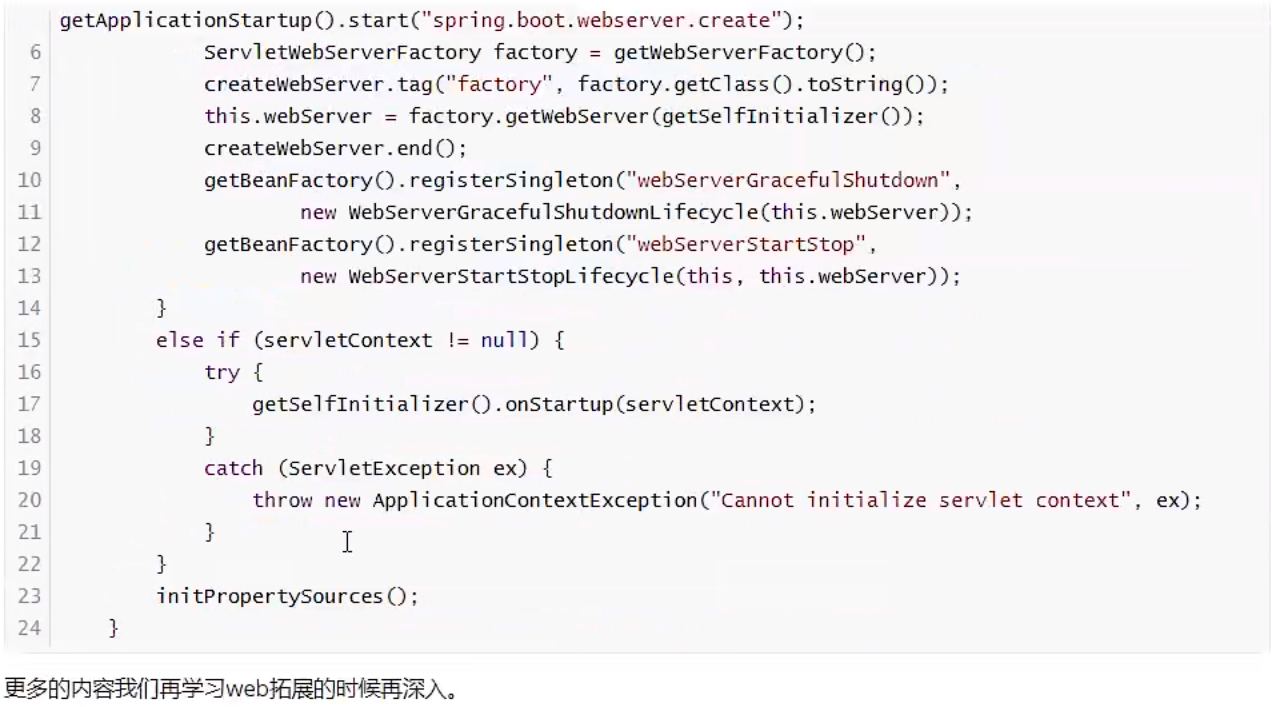 getApplicationStartup().start("spring.boot.webserver.create");
6 ServletWebServerFactory factory = getWebServerFactory();
7 createWebServer.tag("factory", factory.getClass().toString());
8 this.webServer = factory.getWebServer(getSelfInitializer());
9 createWebServer.end();
10 getBeanFactory().registerSingleton("webServerGracefulShutdown",
11 new WebServerGracefulShutdownLifecycle(this.webServer));
12 getBeanFactory().registerSingleton("webServerStartStop",
13 new WebServerStartStopLifecycle(this, this.webServer));
14 }
15 else if (servletContext != null) {
16 try {
17 getSelfInitializer().onStartup(servletContext);
18 }
19 catch (ServletException ex) {
20 throw new ApplicationContextException("Cannot initialize servlet context", ex);
21 }
22 }
23 initPropertySources();
24 }
更多的内容我们再学习web拓展的时候再深入。